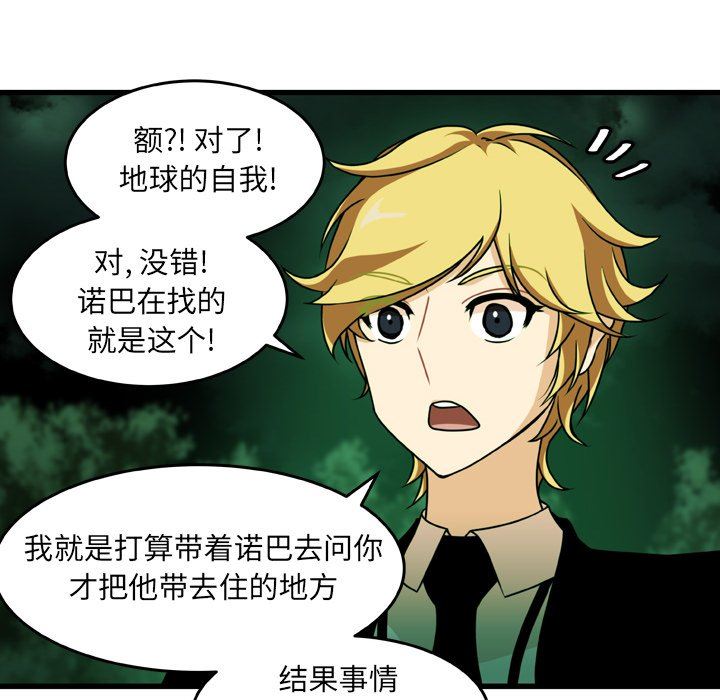 额?! 对了!
地球的自我!
对, 没错!
诺巴在找的
就是这个!
我就是打算带着诺巴去问你
才把他带去住的地方
结果事情